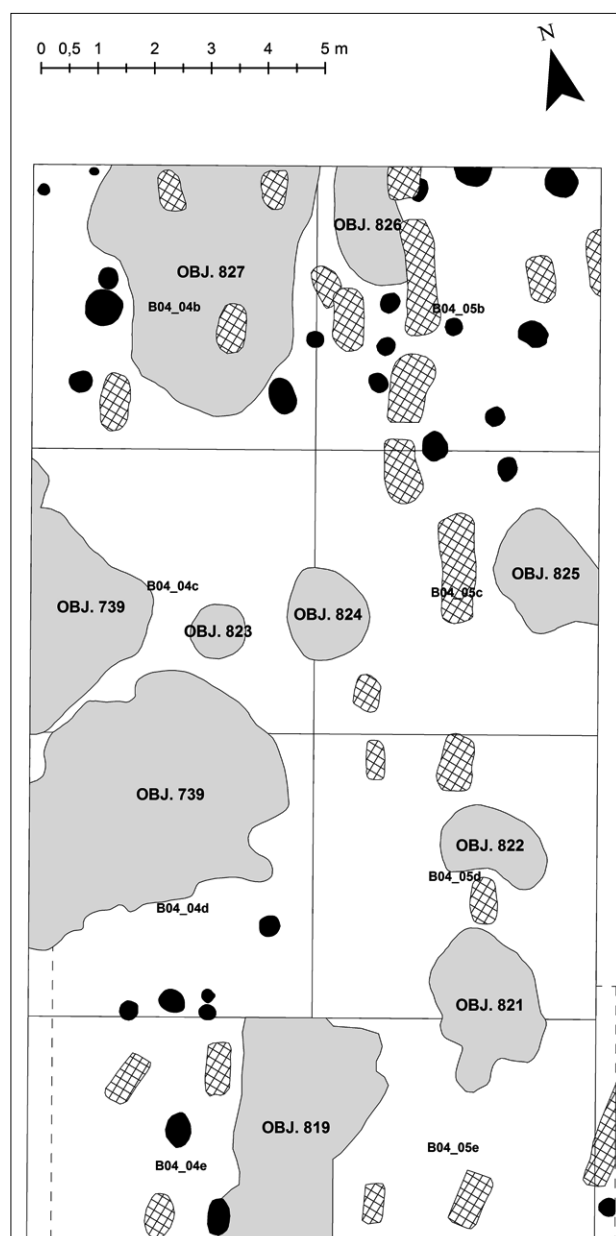 0 0,5 1 2 3 4 5 m
N
OBJ. 826
OBJ. 827
B04_04b
B04_05b
OBJ. 825
B04_04c
B04_05c
OBJ. 739
OBJ. 824
OBJ. 823
OBJ. 739
OBJ. 822
B04_05d
B04_04d
OBJ. 821
OBJ. 819
B04_05e
B04_04e